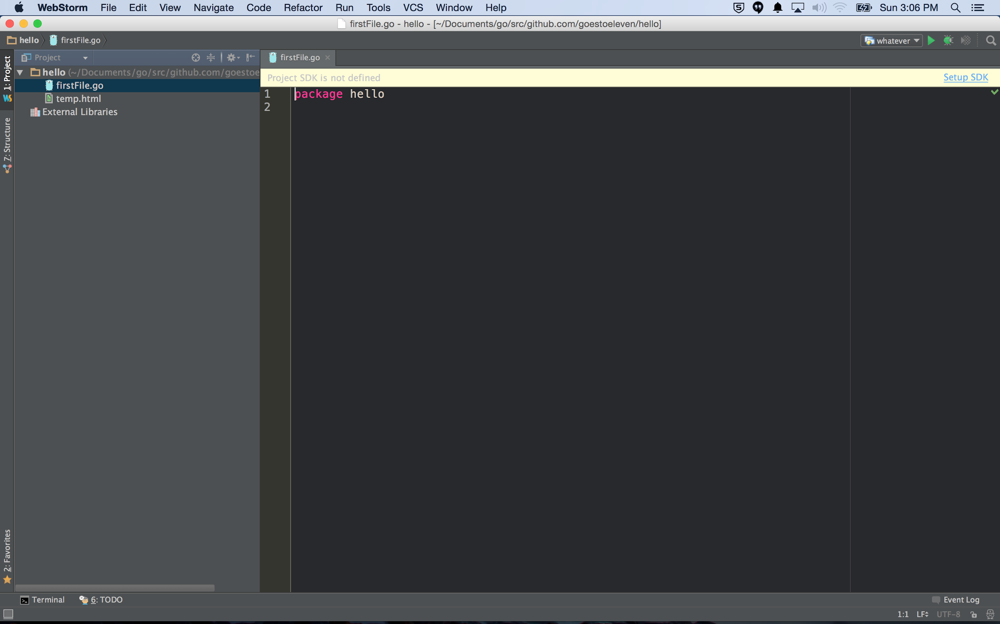 WebStorm File Edit View Navigate Code Refactor Run Tools VCS Window Help Sun 3:06 PM
firstFile.go - hello - [~/Documents/go/src/github.com/goestoeleven/hello]
hello firstFile.go whatever
1: Project
Project
firstFile.go
hello (~/Documents/go/src/github.com/goestoe
firstFile.go
temp.html
External Libraries
Project SDK is not defined Setup SDK
1 package hello
2
7: Structure
2: Favorites
Terminal 6: TODO Event Log
1:1 LF UTF-8